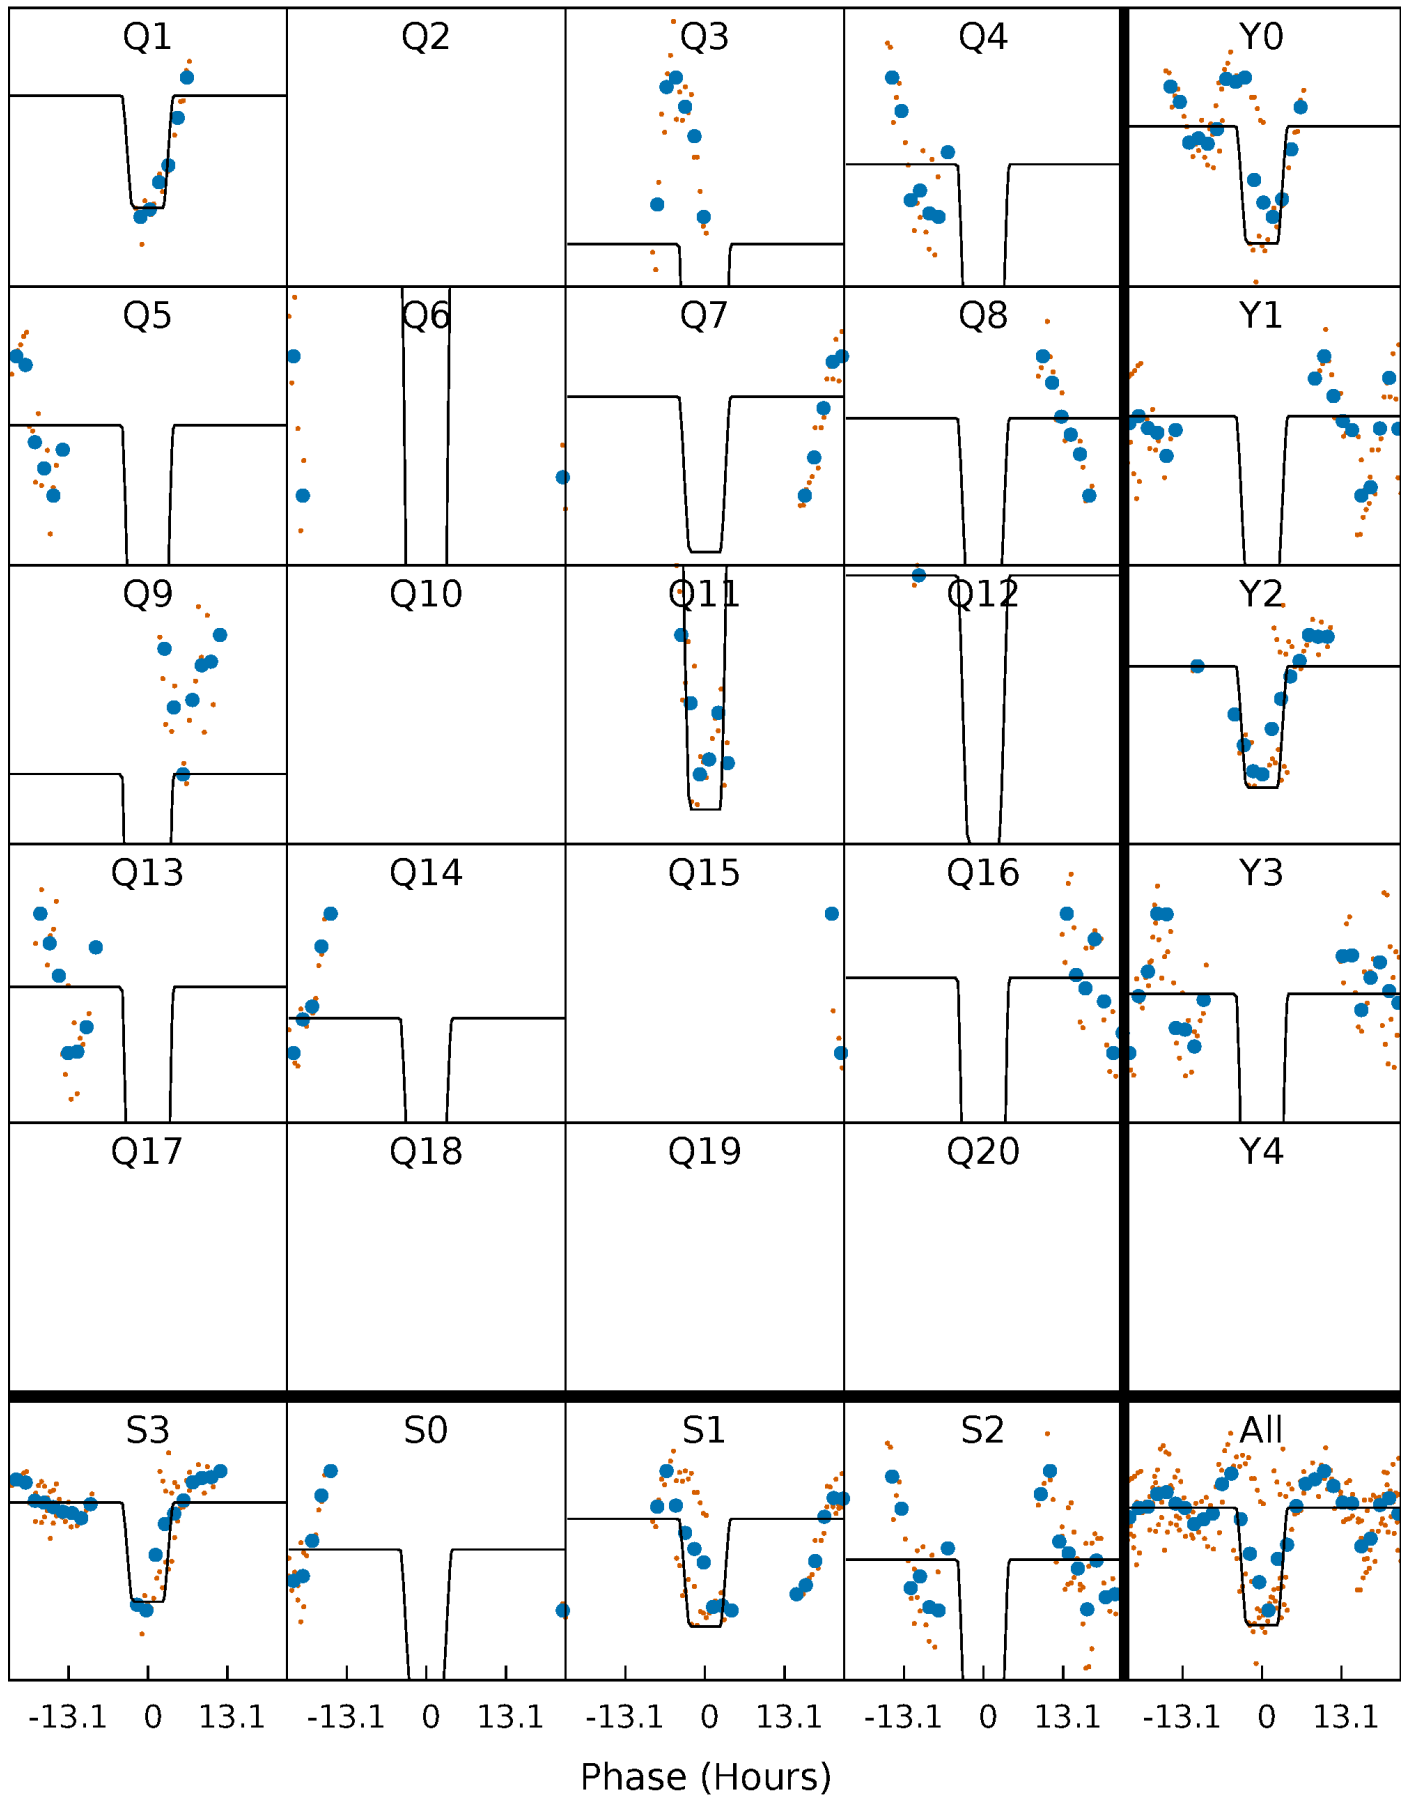 Q1 Q2 Q3 Q4 Y0
Q5 Q6 Q7 Q8 Y1
Q9 Q10 Q11 Q12 Y2
Q13 Q14 Q15 Q16 Y3
Q17 Q18 Q19 Q20 Y4
S3 S0 S1 S2 All
-13.1 0 13.1 -13.1 0 13.1 -13.1 0 13.1 -13.1 0 13.1 -13.1 0 13.1
Phase (Hours)